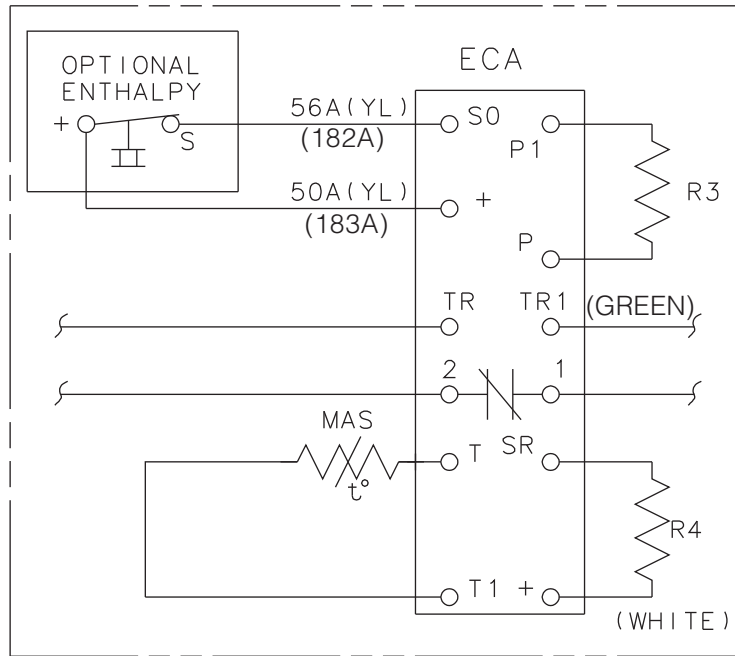 OPTIONAL
ENTHALPY
+
S
56A(YL)
(182A)
50A(YL)
(183A)
ECA
S0
P1
+
P
R3
TR
TR1
(GREEN)
2
1
MAS
t°
T
SR
R4
T1
+
(WHITE)